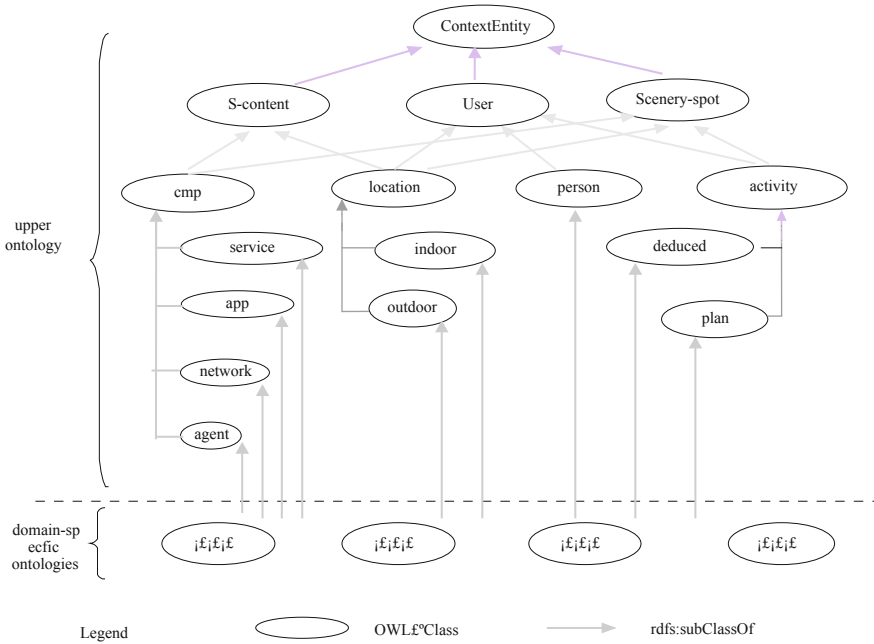 ContextEntity
S-content
User
Scenery-spot
cmp
location
person
activity
upper
ontology
service
indoor
deduced
app
outdoor
plan
network
agent
domain-sp
ecfic
ontologies
¡£¡£¡£
¡£¡£¡£
¡£¡£¡£
¡£¡£¡£
Legend
OWL£ºClass
rdfs:subClassOf